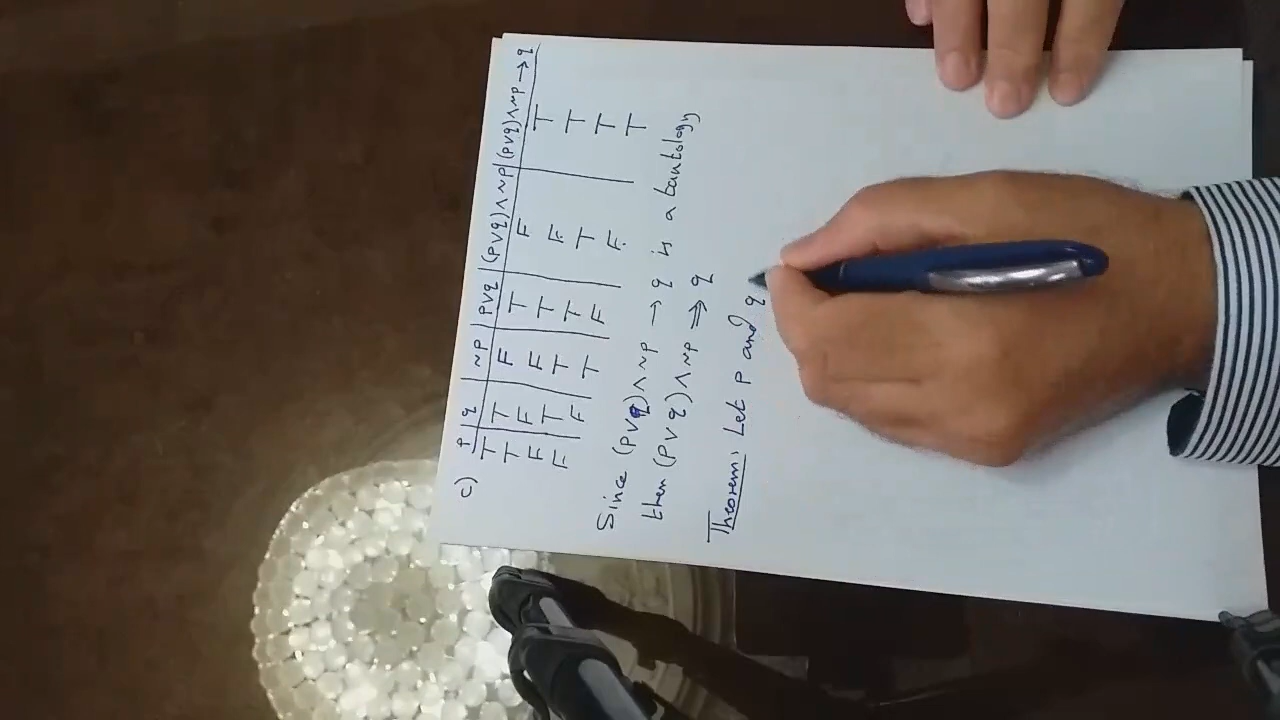 c) p | q | ~p | p∨q | (p∨q)∧~p | (p∨q)∧~p → q
T T F T F T
T F F T F T
F T T T T T
F F T F F T
Since (p∨q)∧~p → q is a tautology
then (p∨q)∧~p ⇒ q
Theorem: Let p and q